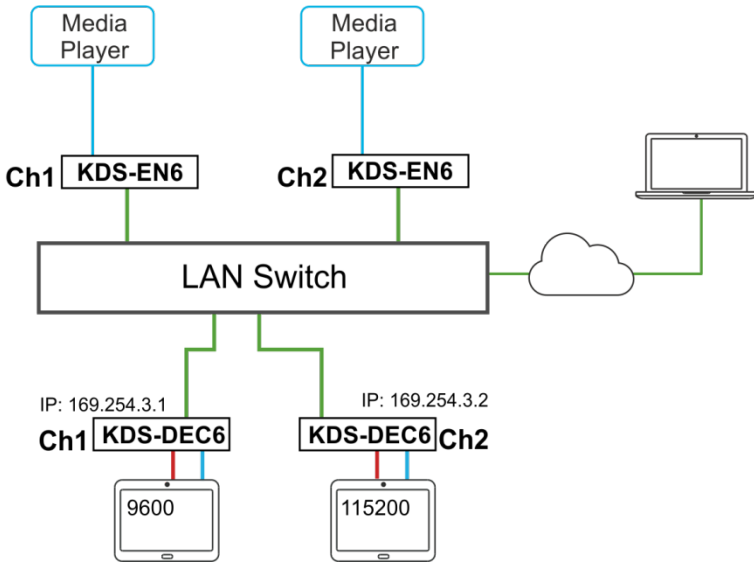 Media
Player
Media
Player
Ch1
KDS-EN6
Ch2
KDS-EN6
LAN Switch
IP: 169.254.3.1
IP: 169.254.3.2
Ch1
KDS-DEC6
KDS-DEC6
Ch2
9600
115200